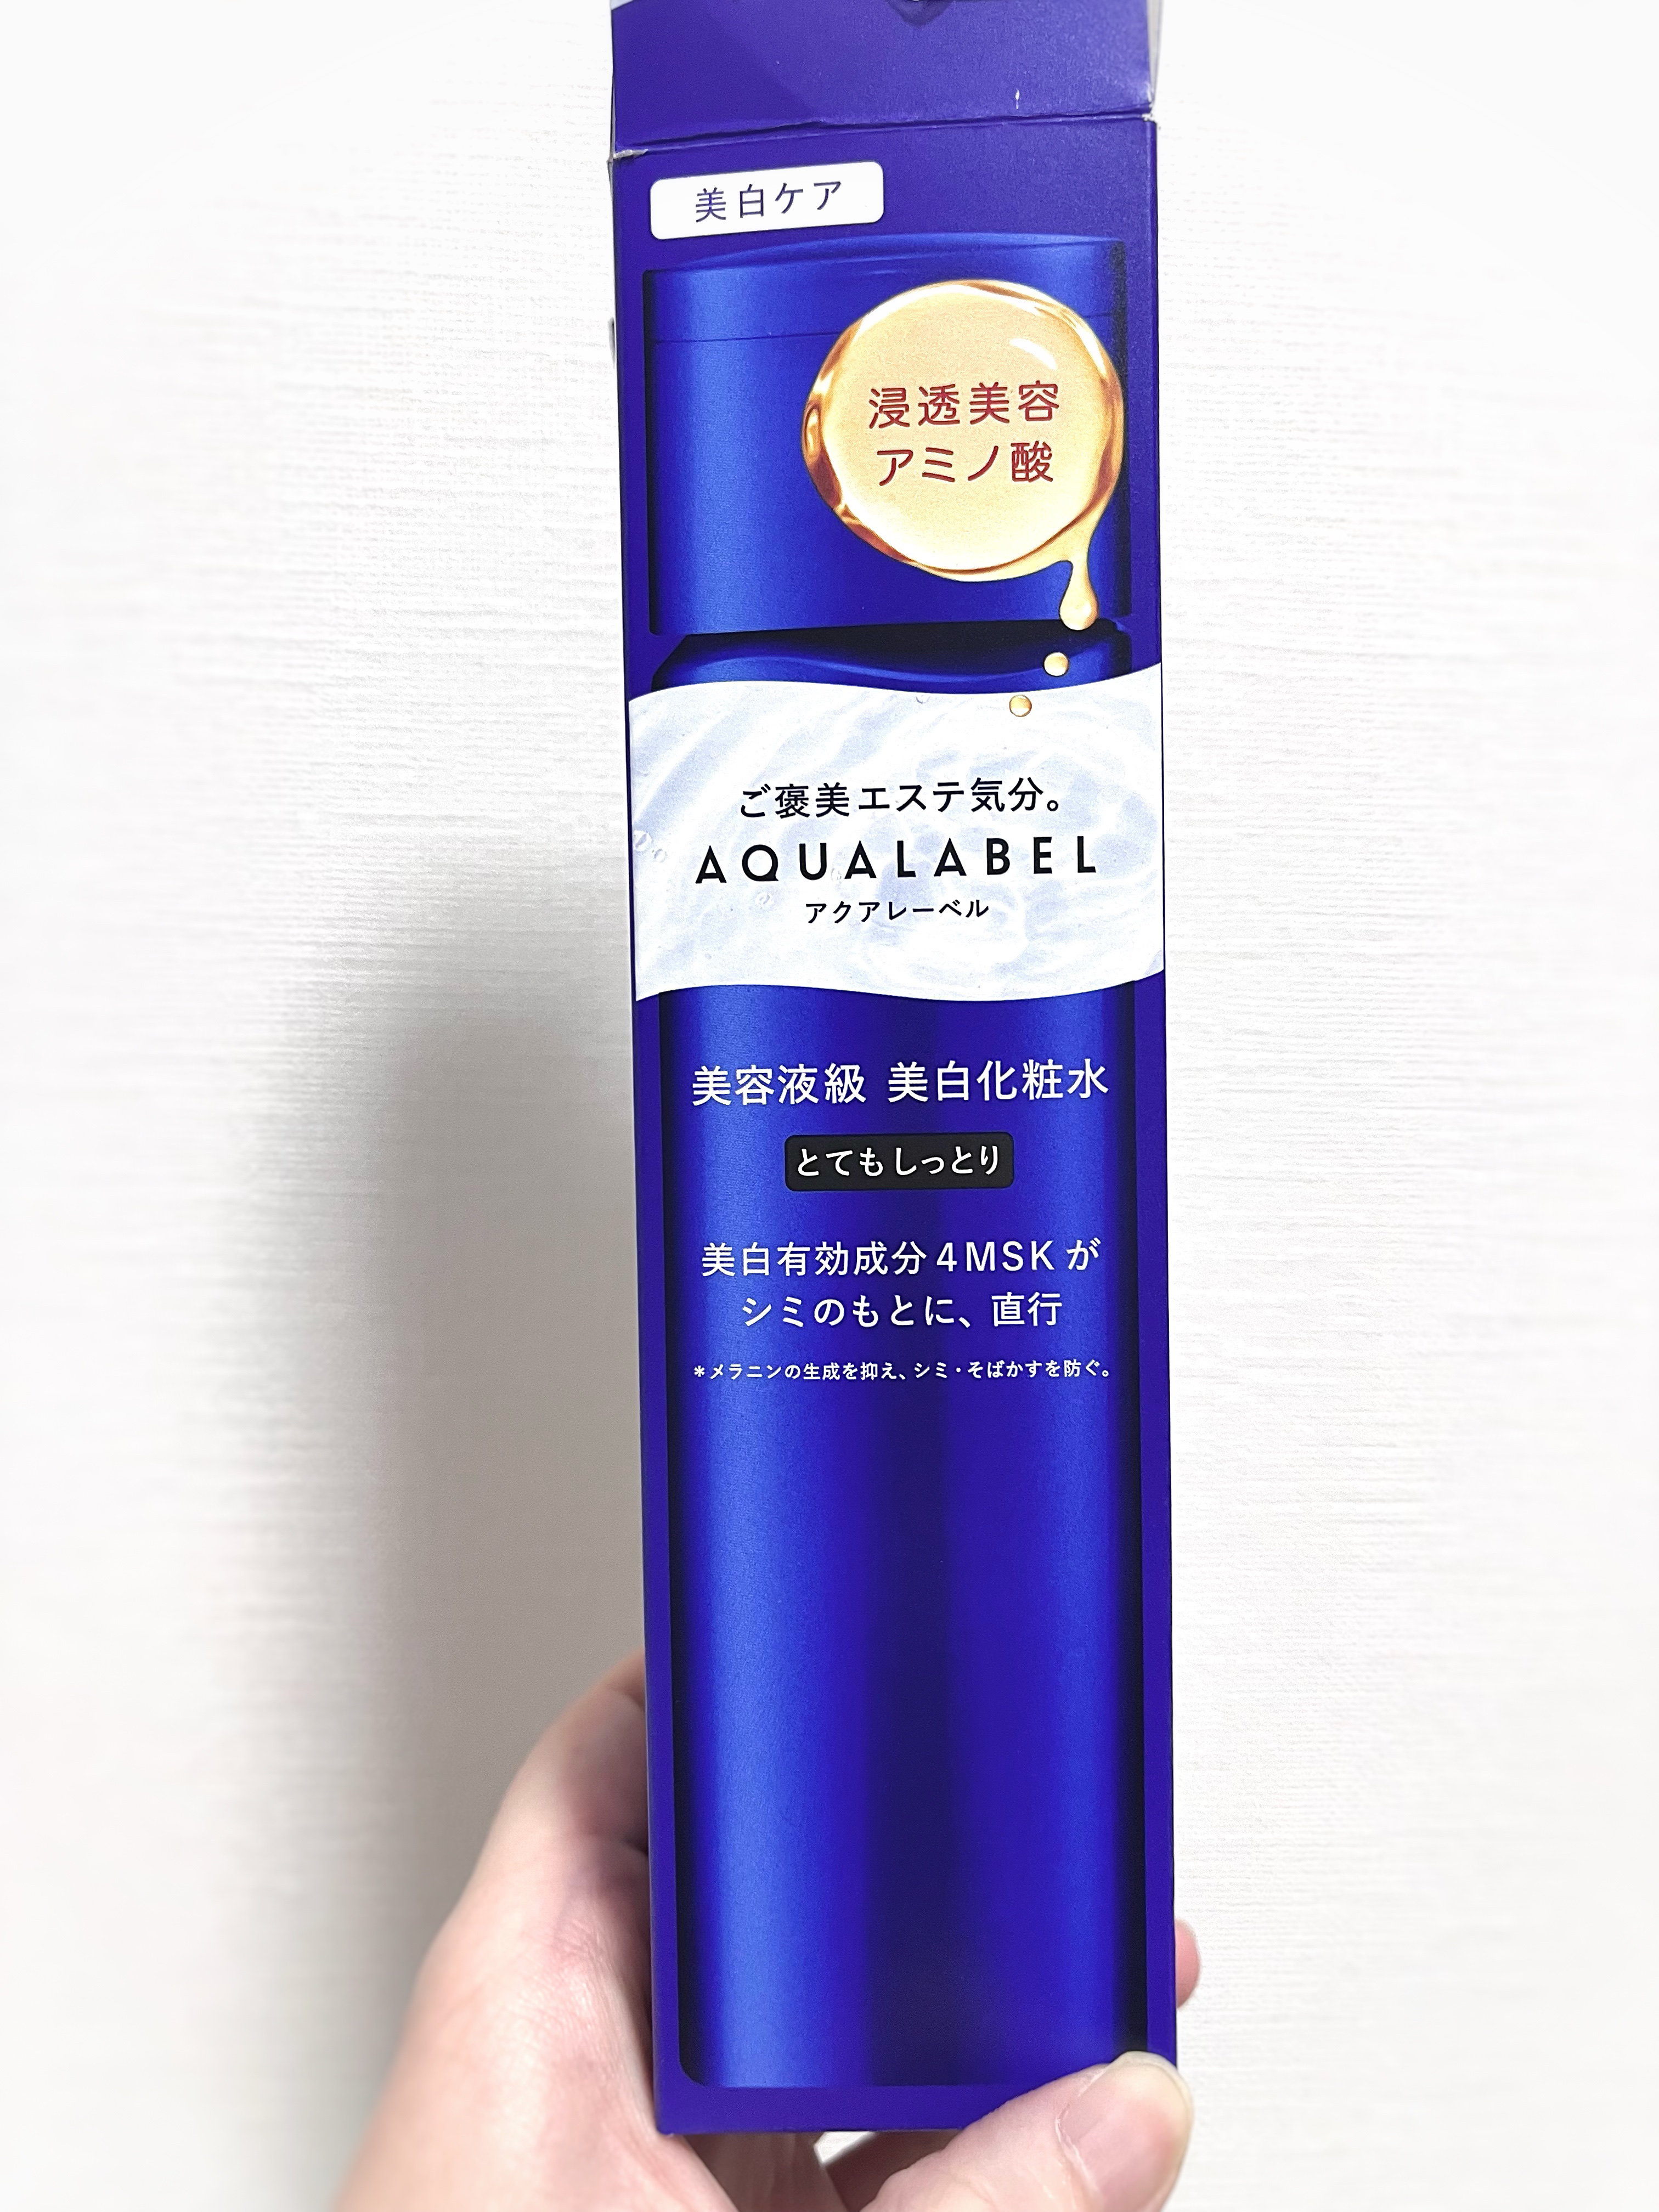 美白ケア
浸透美容
アミノ酸
ご褒美エステ気分。
AQUALABEL
アクアレーベル
美容液級 美白化粧水
とてもしっとり
美白有効成分4MSKが
シミのもとに、直行
*メラニンの生成を抑え、シミ・そばかすを防ぐ。